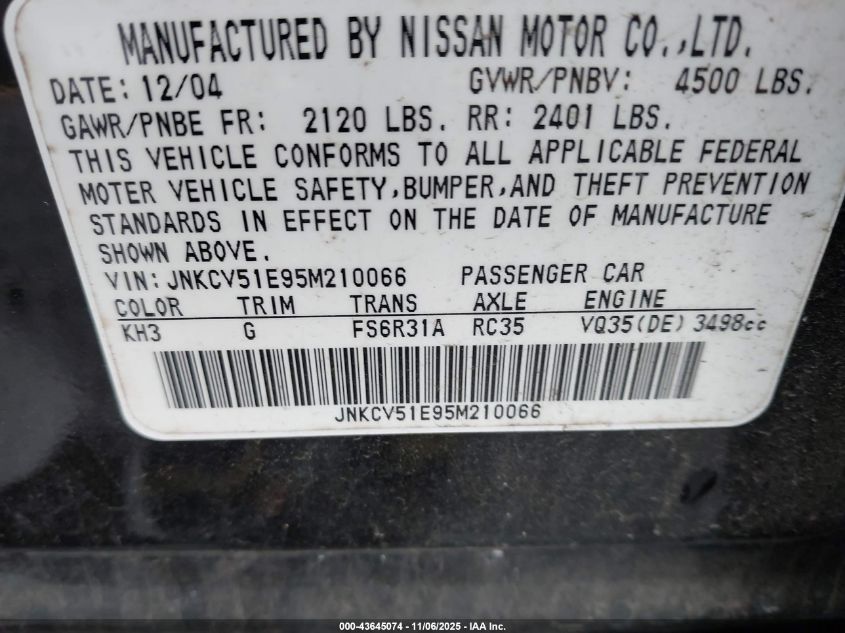 MANUFACTURED BY NISSAN MOTOR CO.,LTD.
DATE: 12/04 GVWR/PNBV: 4500 LBS.
GAWR/PNBE FR: 2120 LBS. RR: 2401 LBS.
THIS VEHICLE CONFORMS TO ALL APPLICABLE FEDERAL
MOTER VEHICLE SAFETY,BUMPER,AND THEFT PREVENTION
STANDARDS IN EFFECT ON THE DATE OF MANUFACTURE
SHOWN ABOVE.
VIN: JNKCV51E95M210066 PASSENGER CAR
COLOR TRIM TRANS AXLE ENGINE
KH3 G FS6R31A RC35 VQ35(DE) 3498cc
JNKCV51E95M210066
000-43645074 - 11/06/2025 - IAA Inc.